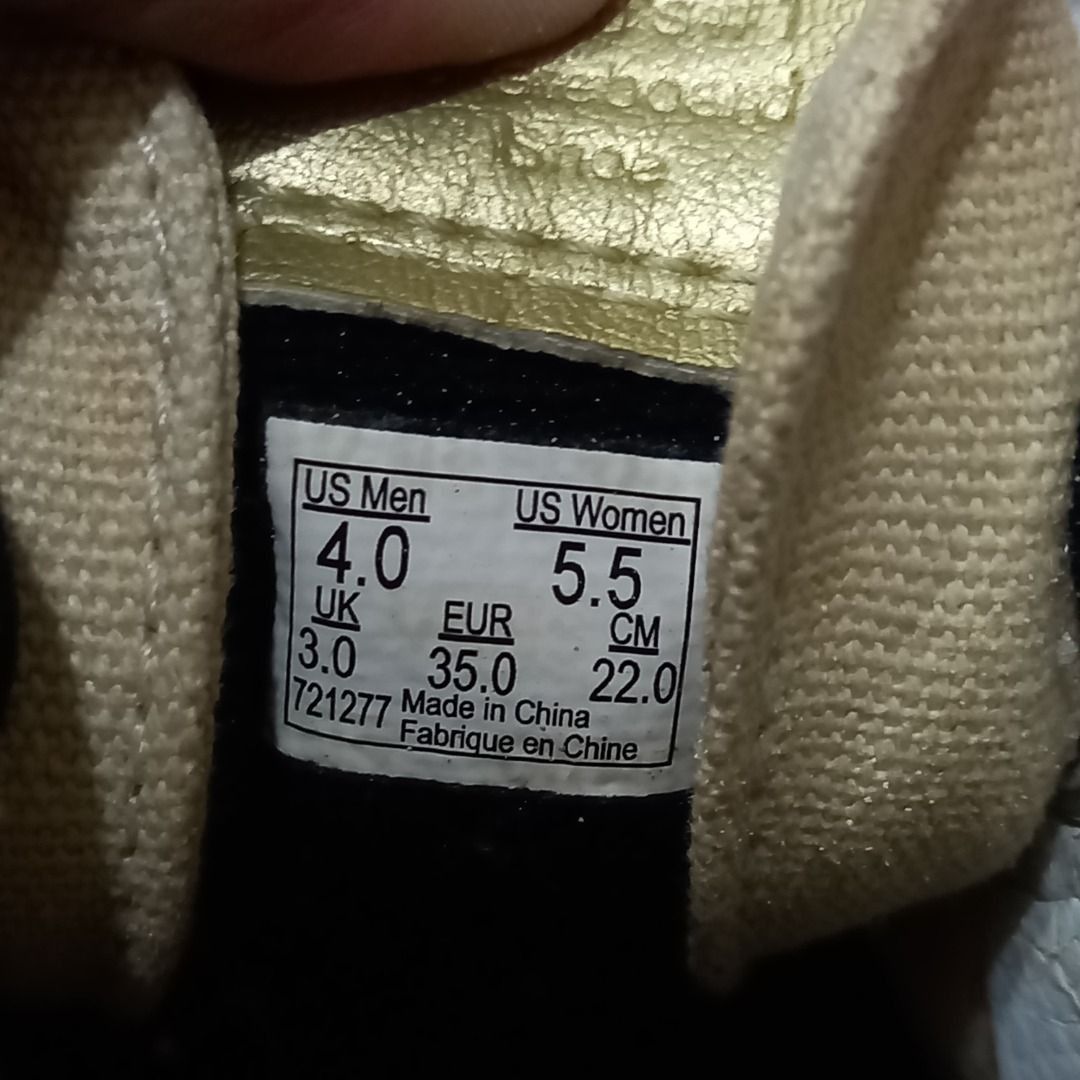 US Men US Women
4.0 5.5
UK EUR CM
3.0 35.0 22.0
721277 Made in China
Fabrique en Chine